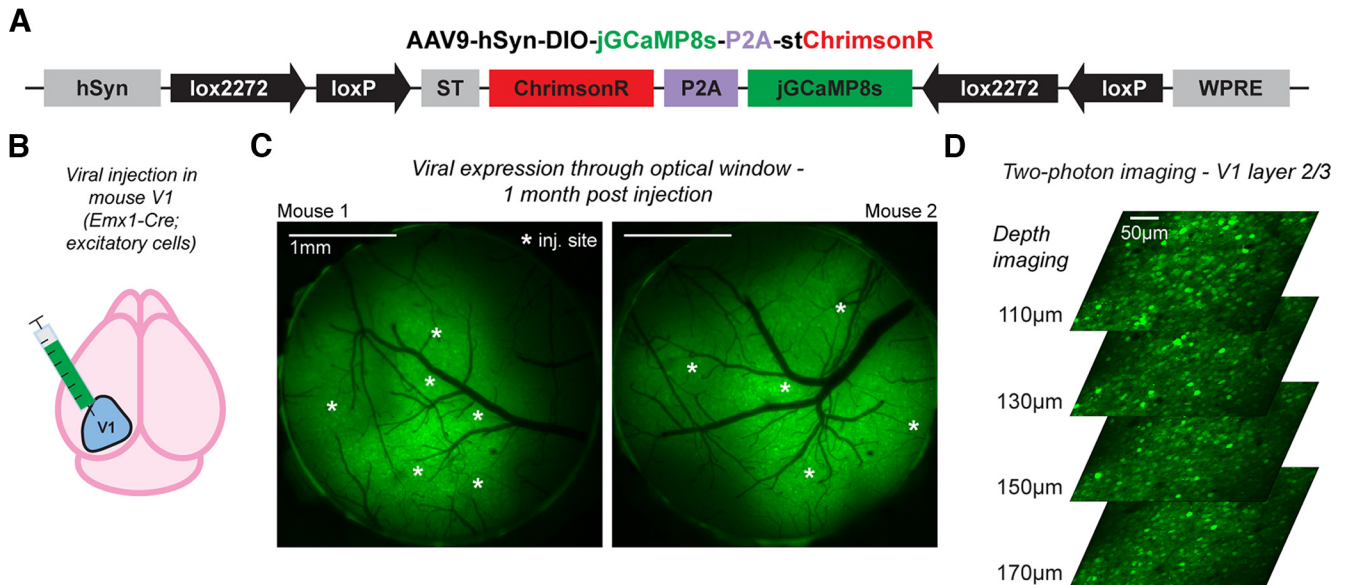 A
AAV9-hSyn-DIO-jGCaMP8s-P2A-stChrimsonR
hSyn lox2272 loxP ST ChrimsonR P2A jGCaMP8s lox2272 loxP WPRE
B
Viral injection in
mouse V1
(Emx1-Cre;
excitatory cells)
V1
C
Viral expression through optical window -
1 month post injection
Mouse 1
Mouse 2
1mm
* inj. site
* * * * * *
* * * * *
D
Two-photon imaging - V1 layer 2/3
Depth
imaging
50µm
110µm
130µm
150µm
170µm